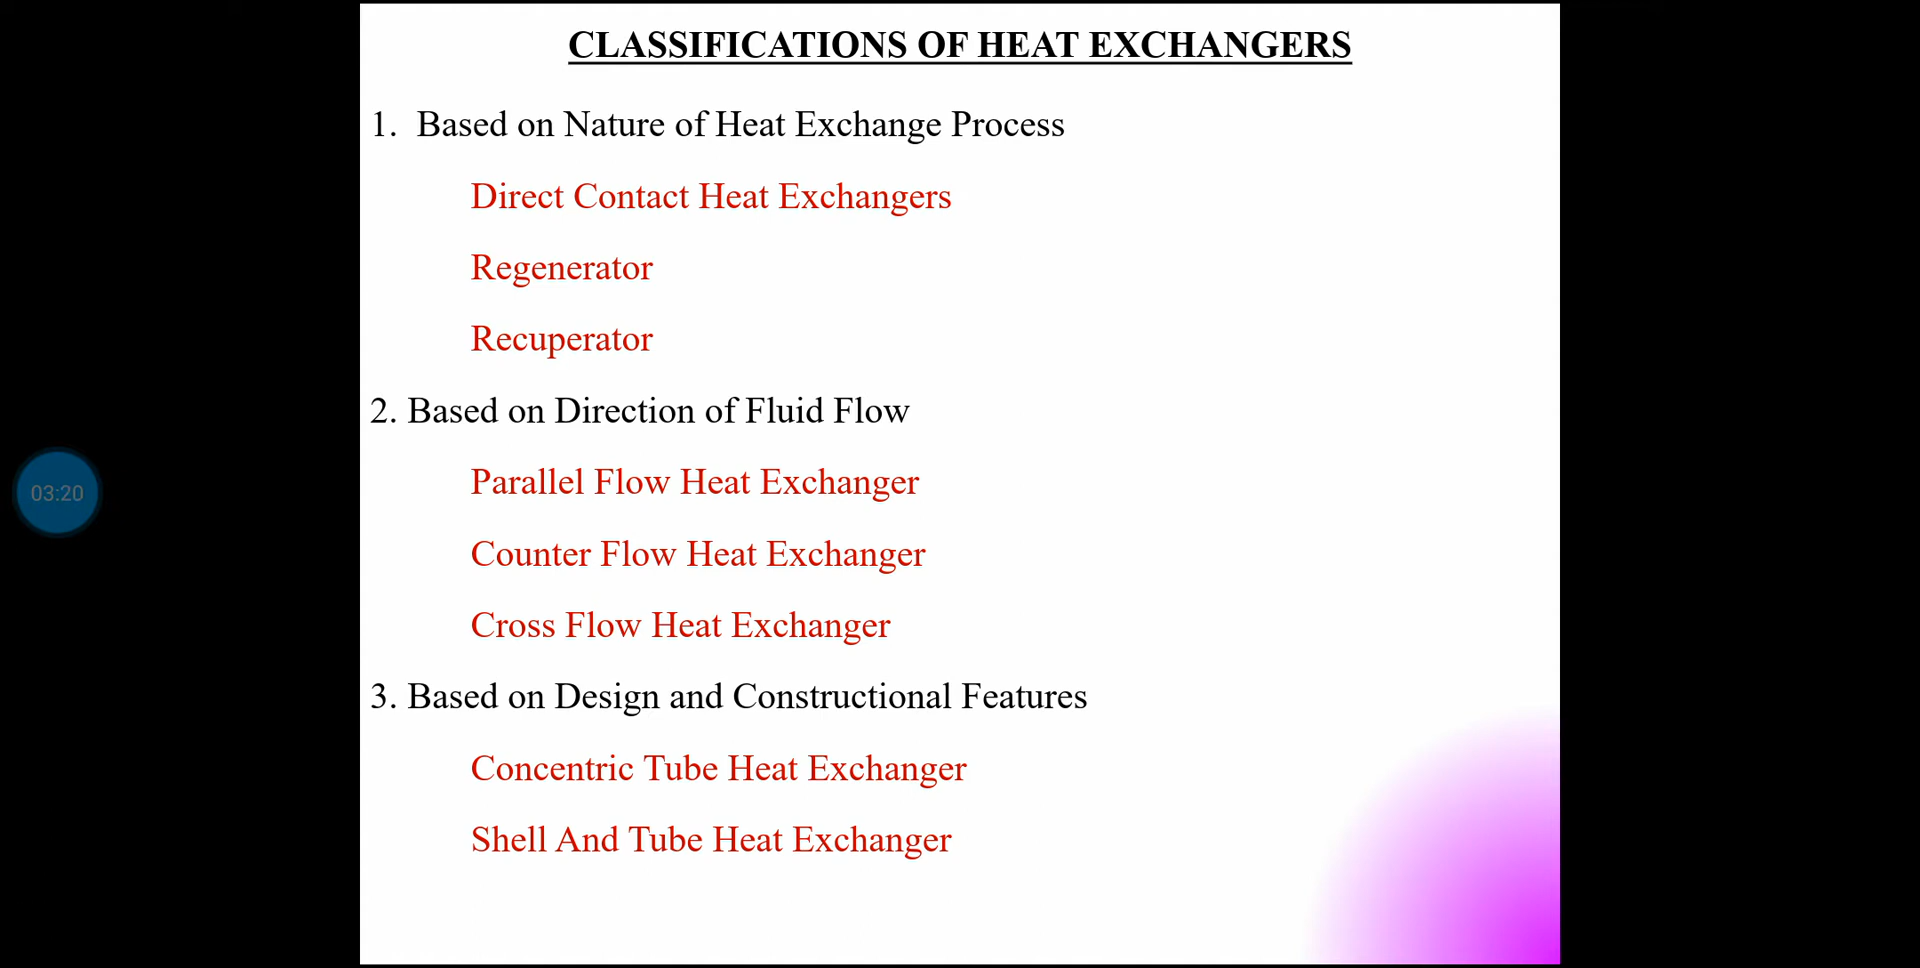 CLASSIFICATIONS OF HEAT EXCHANGERS
1. Based on Nature of Heat Exchange Process
Direct Contact Heat Exchangers
Regenerator
Recuperator
2. Based on Direction of Fluid Flow
Parallel Flow Heat Exchanger
03:20
Counter Flow Heat Exchanger
Cross Flow Heat Exchanger
3. Based on Design and Constructional Features
Concentric Tube Heat Exchanger
Shell And Tube Heat Exchanger